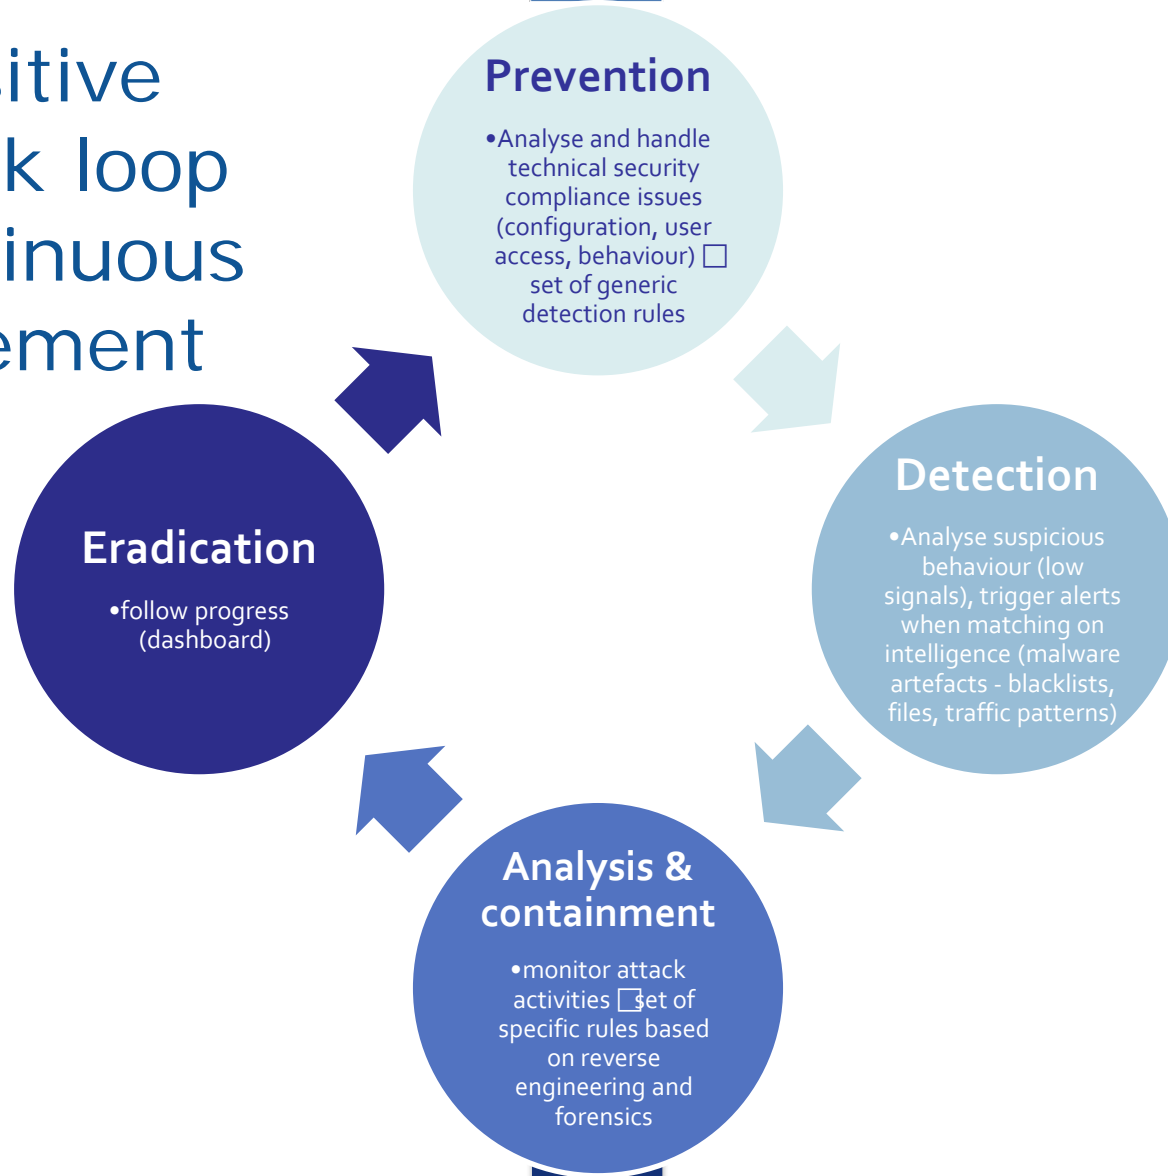 sitive
k loop
inuous
ement
Prevention
•Analyse and handle
technical security
compliance issues
(configuration, user
access, behaviour) □
set of generic
detection rules
Detection
•Analyse suspicious
behaviour (low
signals), trigger alerts
when matching on
intelligence (malware
artefacts - blacklists,
files, traffic patterns)
Eradication
•follow progress
(dashboard)
Analysis &
containment
•monitor attack
activities □set of
specific rules based
on reverse
engineering and
forensics